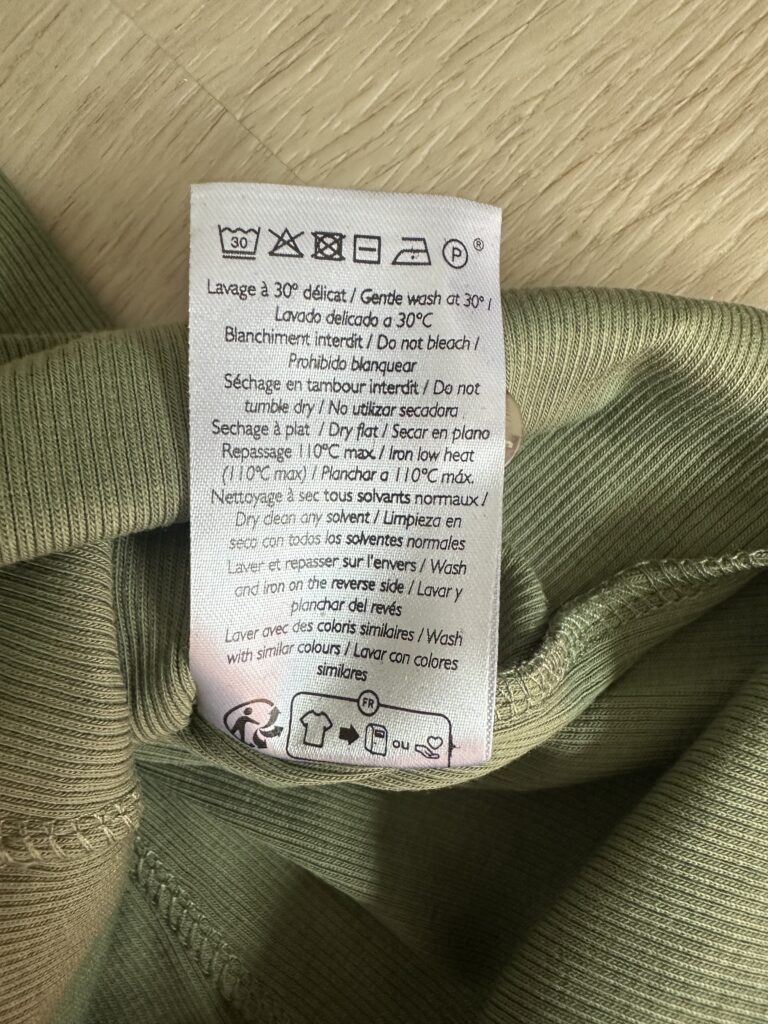 30 P ®
Lavage à 30° délicat / Gentle wash at 30° /
Lavado delicado a 30°C
Blanchiment interdit / Do not bleach /
Prohibido blanquear
Séchage en tambour interdit / Do not
tumble dry / No utilizar secadora
Sechage à plat / Dry flat / Secar en plano
Repassage 110°C max. / Iron low heat
(110°C max) / Planchar a 110°C máx.
Nettoyage à sec tous solvants normaux /
Dry clean any solvent / Limpieza en
seco con todos los solventes normales
Laver et repasser sur l'envers / Wash
and iron on the reverse side / Lavar y
planchar del revés
Laver avec des coloris similaires / Wash
with similar colours / Lavar con colores
similares
FR
ou